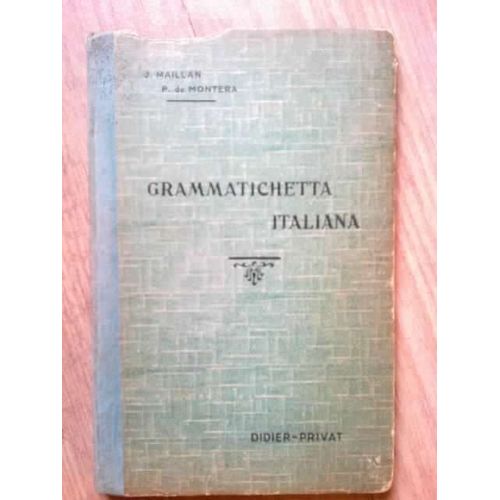 J. MAILLAN
P. de MONTERA
GRAMMATICHETTA
ITALIANA
DIDIER-PRIVAT